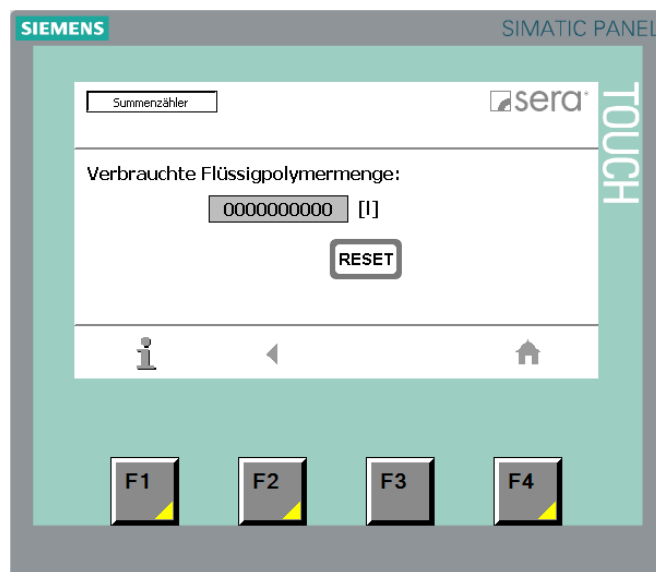 SIEMENS
SIMATIC PANEL
Summenzähler
sera
TOUCH
Verbrauchte Flüssigpolymermenge:
0000000000 [l]
RESET
F1 F2 F3 F4